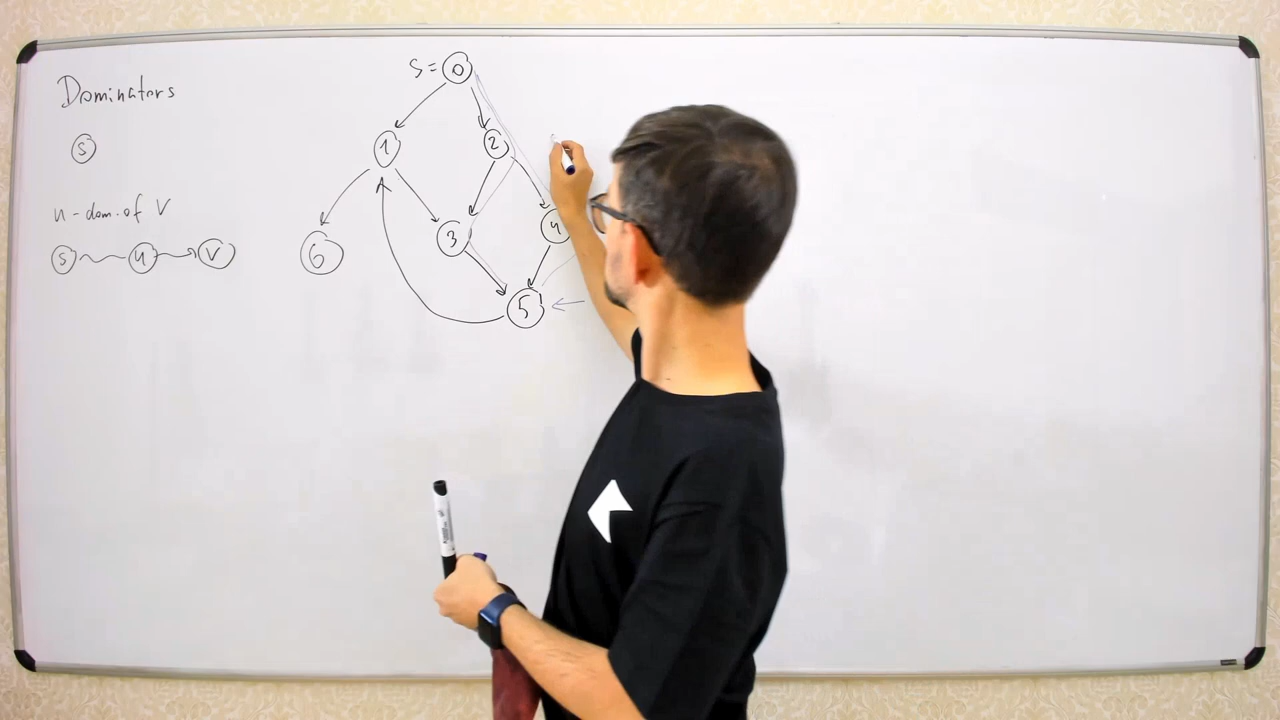 Dominators
S
u-dom. of V
S u V
S = 0
1
2
3
4
6
5